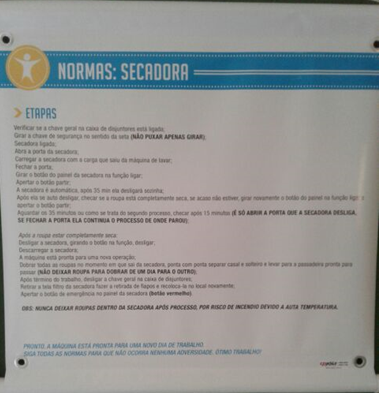 NORMAS: SECADORA
ETAPAS
Verificar se a chave geral na caixa de disjuntores está ligada;
Girar a chave de segurança no sentido da seta (NÃO PUXAR APENAS GIRAR);
Secadora ligada;
Abra a porta da secadora;
Carregar a secadora com a carga que saiu da máquina de lavar;
Fechar a porta;
Girar o botão do painel da secadora na função ligar;
Apertar o botão partir;
A secadora é automática, após 35 min ela desligará sozinha;
Após ela se auto desligar, checar se a roupa está completamente seca, se acaso não estiver, girar novamente o botão do painel na função ligar e
apertar o botão partir;
Aguardar os 35 minutos ou como se trata do segundo processo, checar após 15 minutos (É SÓ ABRIR A PORTA QUE A SECADORA DESLIGA,
SE FECHAR A PORTA ELA CONTINUA O PROCESSO DE ONDE PAROU);
Após a roupa estar completamente seca:
Desligar a secadora, girando o botão na função, desligar;
Descarregar a secadora;
A máquina está pronta para uma nova operação;
Dobrar todas as roupas no momento em que sai da secadora, ponta com ponta separar casal e solteiro e levar para a passadeira pronta para
passar (NÃO DEIXAR ROUPA PARA DOBRAR DE UM DIA PARA O OUTRO);
Após término do trabalho, desligar a chave geral na caixa de disjuntores;
Retirar a tela filtro da secadora fazer a retirada de fiapos e recoloca-la no local novamente;
Apertar o botão de emergência no painel da secadora (botão vermelho).
OBS: NUNCA DEIXAR ROUPAS DENTRO DA SECADORA APÓS PROCESSO, POR RISCO DE INCENDIO DEVIDO A AUTA TEMPERATURA.
PRONTO, A MÁQUINA ESTÁ PRONTA PARA UM NOVO DIA DE TRABALHO.
SIGA TODAS AS NORMAS PARA QUE NÃO OCORRA NENHUMA ADVERSIDADE. ÓTIMO TRABALHO!